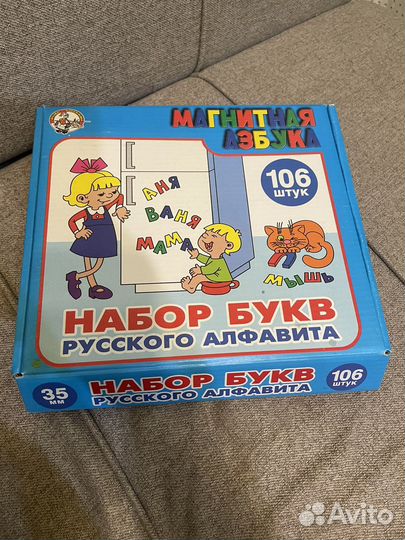 МАГНИТНАЯ
АЗБУКА
106
ШТУК
АНЯ
ВАНЯ
МАМА
МЫШЬ
НАБОР БУКВ
РУССКОГО АЛФАВИТА
35
ММ
НАБОР БУКВ
РУССКОГО АЛФАВИТА
106
ШТУК
Avito